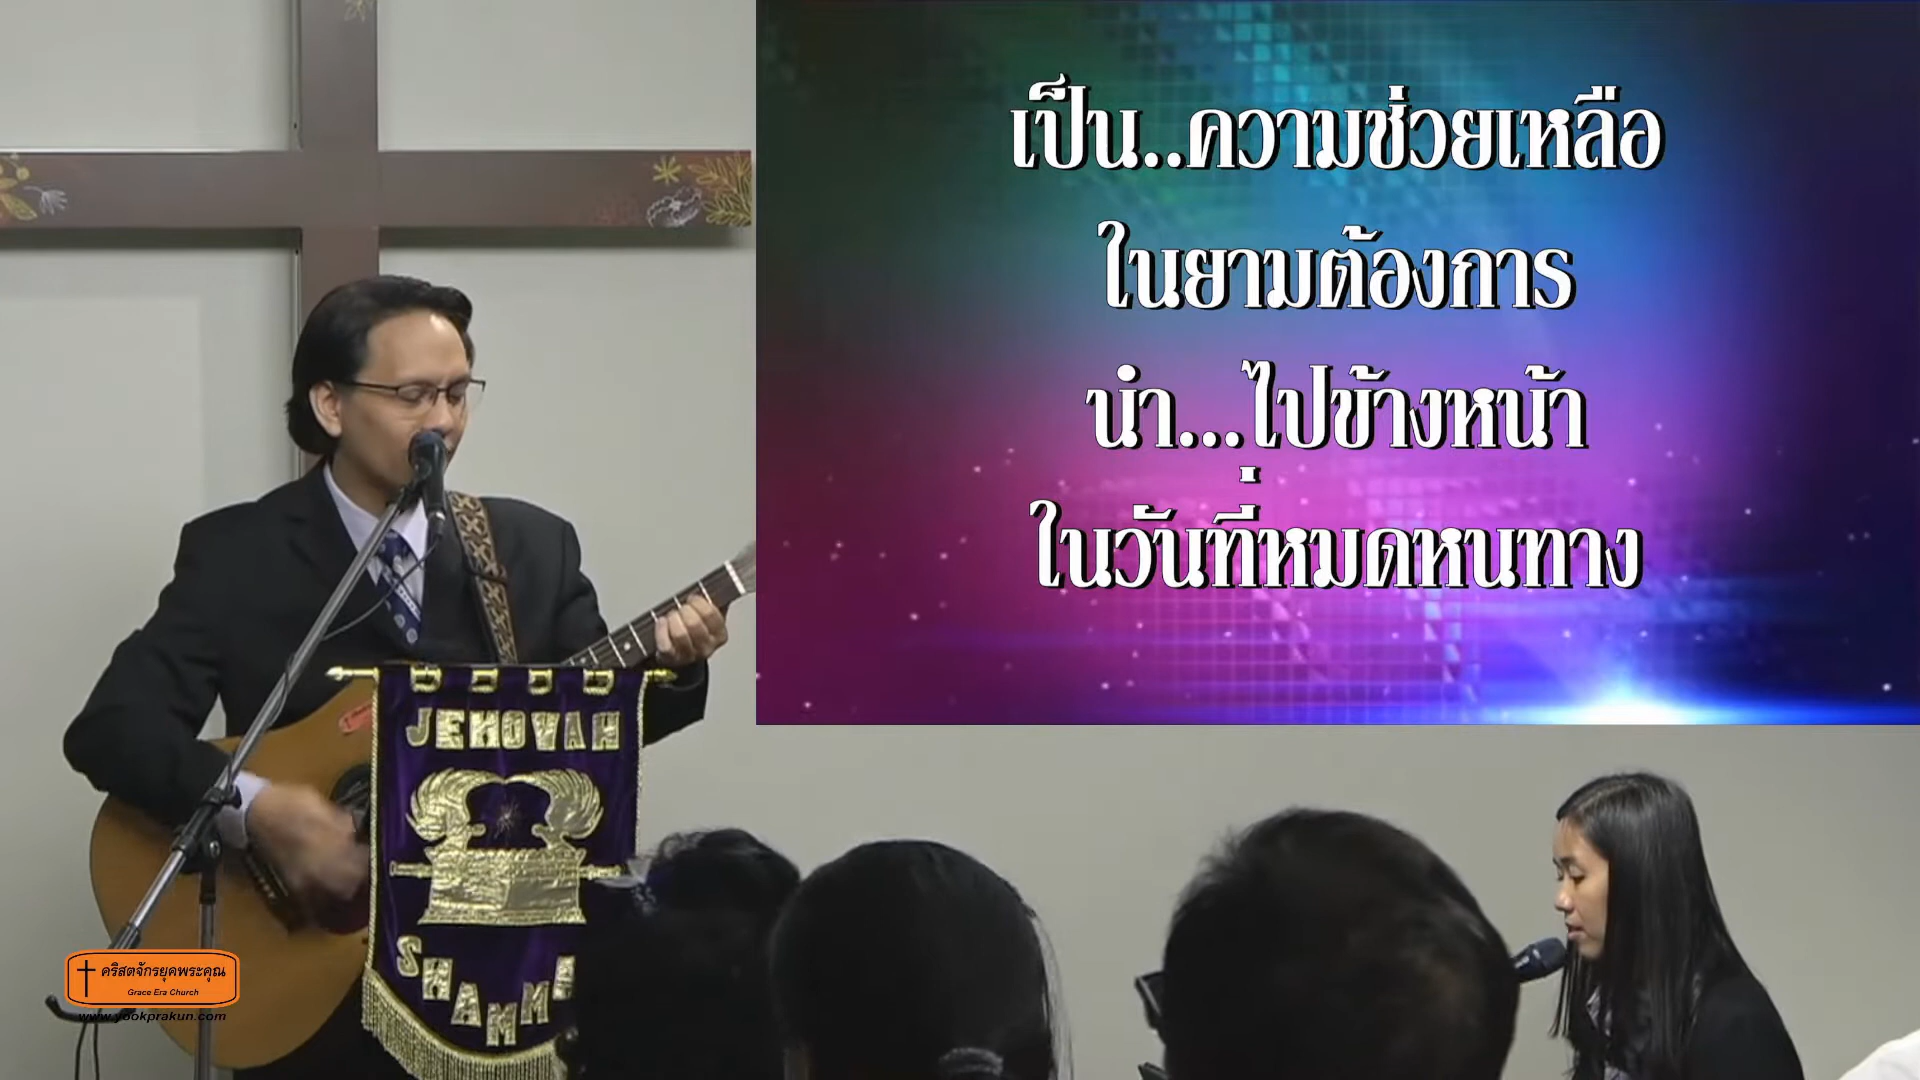 เป็น..ความช่วยเหลือ
ในยามต้องการ
นำ...ไปข้างหน้า
ในวันที่หมดหนทาง
JEHOVAH
SHAMMA
คริสตจักรยุคพระคุณ
Grace Era Church
www.yookprakun.com